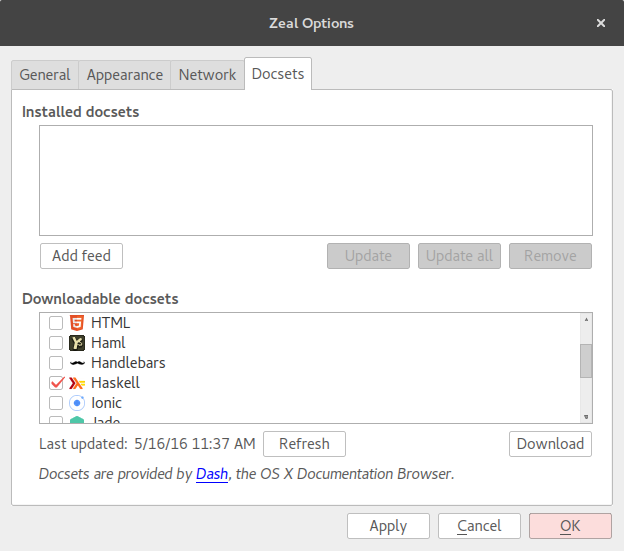 Zeal Options
General Appearance Network Docsets
Installed docsets
Add feed Update Update all Remove
Downloadable docsets
HTML
Haml
Handlebars
Haskell
Ionic
Jade
Last updated: 5/16/16 11:37 AM Refresh Download
Docsets are provided by Dash, the OS X Documentation Browser.
Apply Cancel OK